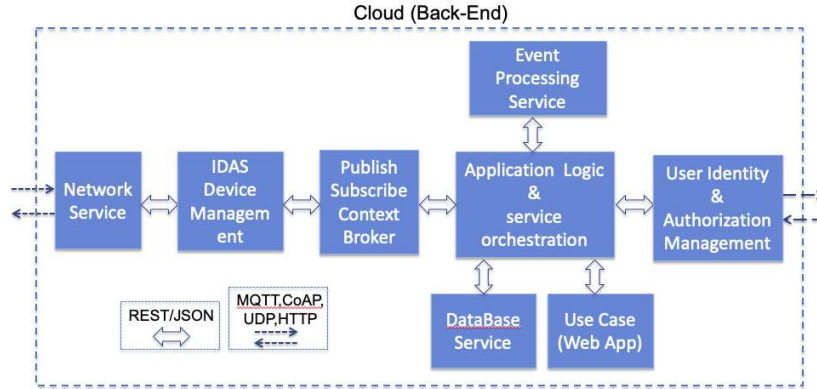 Cloud (Back-End)
Event
Processing
Service
Network
Service
IDAS
Device
Managem
ent
Publish
Subscribe
Context
Broker
Application Logic
&
service
orchestration
User Identity
&
Authorization
Management
REST/JSON
MQTT,CoAP,
UDP,HTTP
DataBase
Service
Use Case
(Web App)